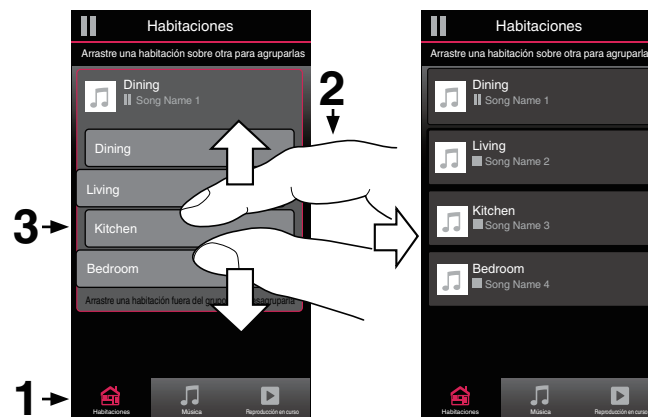 Habitaciones
Arrastre una habitación sobre otra para agruparlas
Dining
Song Name 1
Dining
Living
Kitchen
Bedroom
Arrastre una habitación fuera del grupo desagruparla
Habitaciones
Música
Reproducción en curso
1
2
3
Habitaciones
Arrastre una habitación sobre otra para agruparla
Dining
Song Name 1
Living
Song Name 2
Kitchen
Song Name 3
Bedroom
Song Name 4
Habitaciones
Música
Reproducción en curso